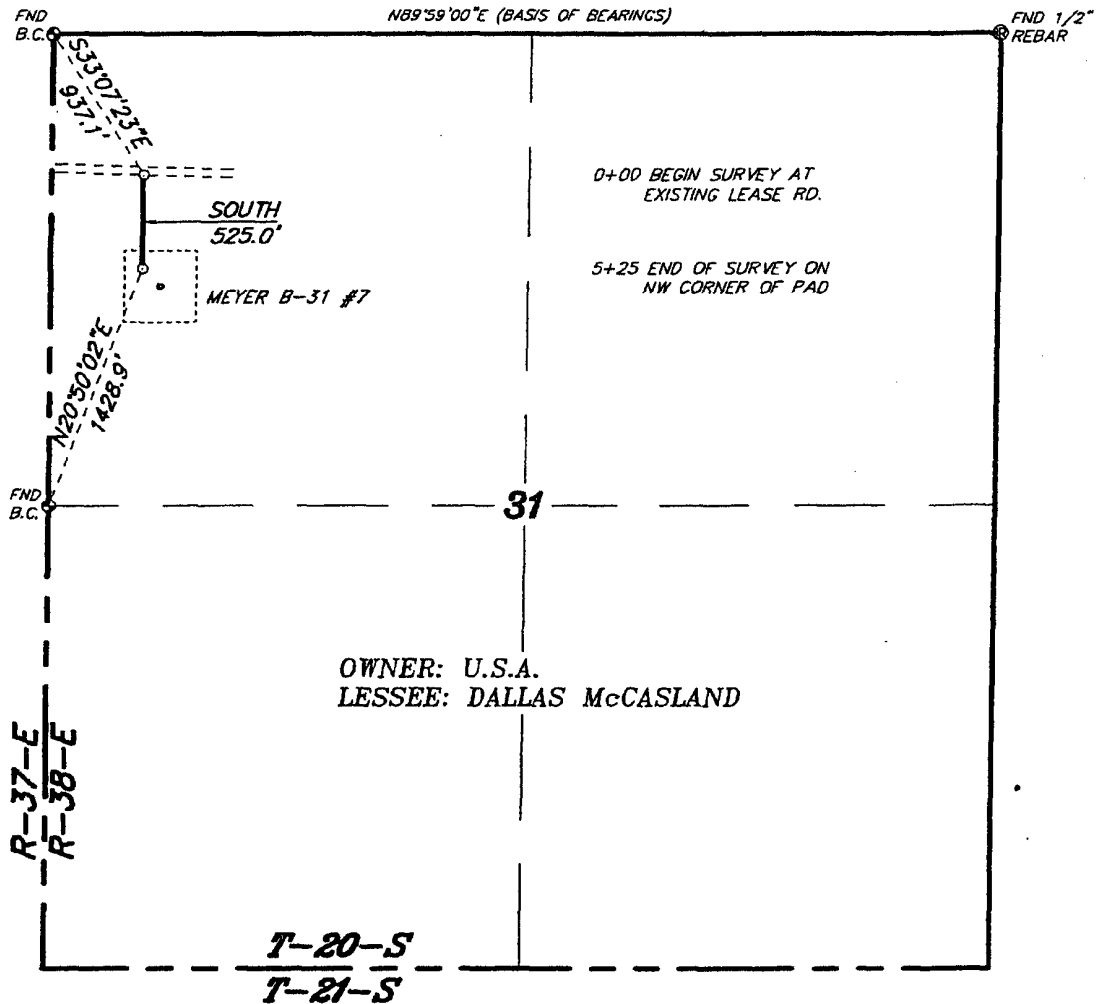 FND
B.C.
N89°59'00"E (BASIS OF BEARINGS)
FND 1/2"
REBAR
S33°07'23"E
937.1'
0+00 BEGIN SURVEY AT
EXISTING LEASE RD.
SOUTH
525.0'
5+25 END OF SURVEY ON
NW CORNER OF PAD
MEYER B-31 #7
N20°50'02"E
1428.9'
FND
B.C.
31
OWNER: U.S.A.
LESSEE: DALLAS McCASLAND
R-37-E
R-38-E
T-20-S
T-21-S